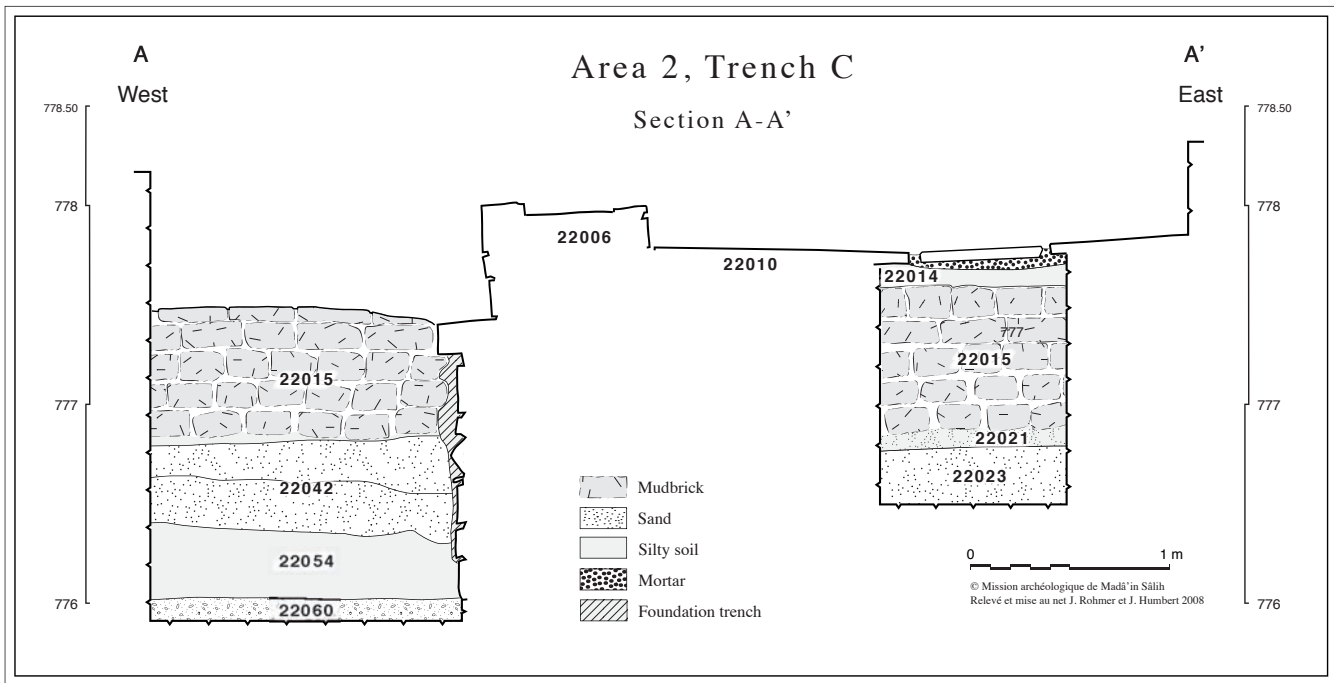 A
A'
Area 2, Trench C
West
East
778.50
778.50
Section A-A'
778
778
22006
22010
22014
777
22015
22015
777
777
22021
22023
22042
Mudbrick
Sand
Silty soil
Mortar
Foundation trench
22054
22060
776
776
0 1 m
© Mission archéologique de Madâ'in Sâlih
Relevé et mise au net J. Rohmer et J. Humbert 2008